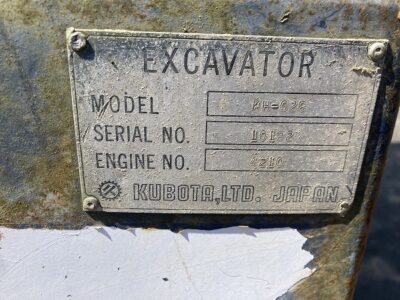 EXCAVATOR
MODEL
SERIAL NO.
ENGINE NO.
KUBOTA, LTD. JAPAN